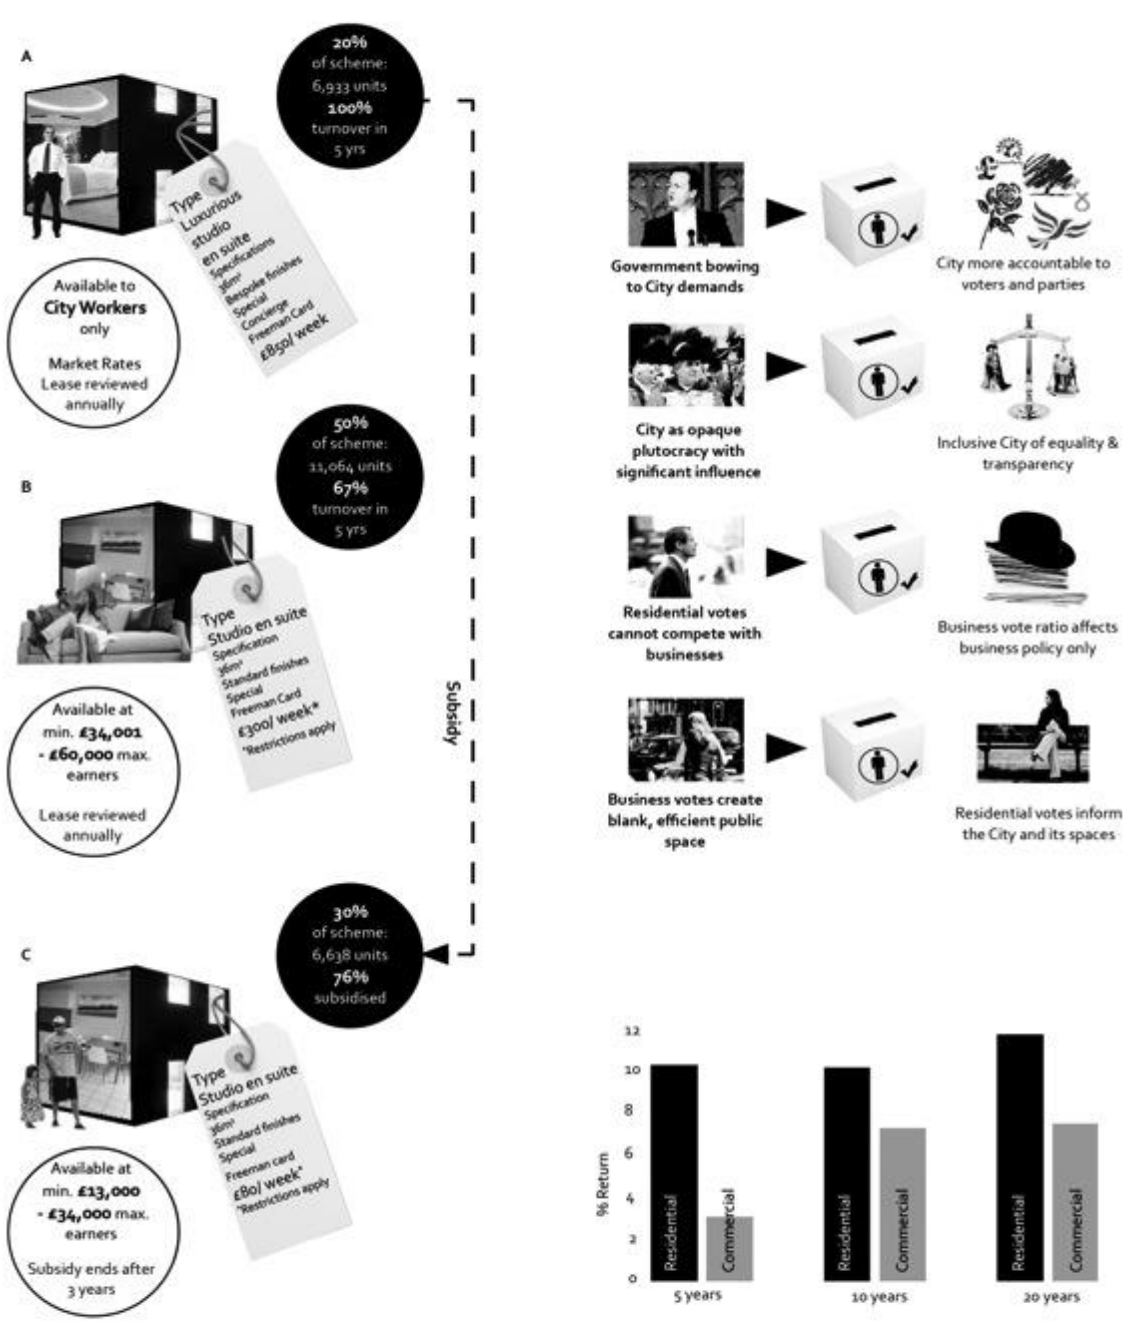 A
20%
of scheme:
6,933 units
100%
turnover in
5 yrs
Type
Luxurious
studio
en suite
Specifications
36m²
Bespoke finishes
Special
Concierge
Freeman Card
£850/ week
Available to
City Workers
only
Market Rates
Lease reviewed
annually
B
50%
of scheme:
11,064 units
67%
turnover in
5 yrs
Type
Studio en suite
Specification
36m²
Standard finishes
Special
Freeman Card
£300/ week*
*Restrictions apply
Available at
min. £34,001
- £60,000 max.
earners
Lease reviewed
annually
Subsidy
C
30%
of scheme:
6,638 units
76%
subsidised
Type
Studio en suite
Specification
36m²
Standard finishes
Special
Freeman card
£80/ week*
*Restrictions apply
Available at
min. £13,000
- £34,000 max.
earners
Subsidy ends after
3 years
Government bowing
to City demands
City more accountable to
voters and parties
City as opaque
plutocracy with
significant influence
Inclusive City of equality &
transparency
Residential votes
cannot compete with
businesses
Business vote ratio affects
business policy only
Business votes create
blank, efficient public
space
Residential votes inform
the City and its spaces
% Return
12
10
8
6
4
2
0
Residential
Commercial
Residential
Commercial
Residential
Commercial
5 years
10 years
20 years